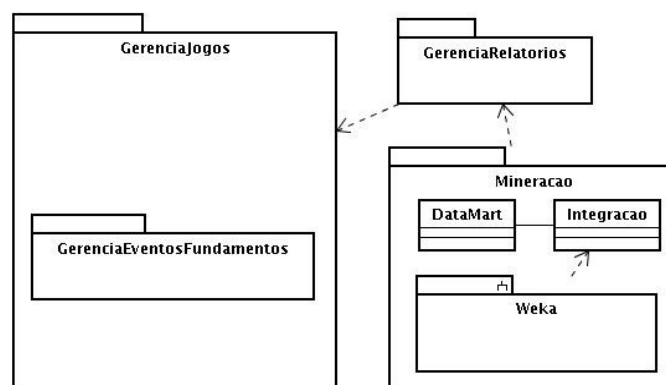 GerenciaJogos
GerenciaRelatorios
Mineracao
DataMart
Integracao
GerenciaEventosFundamentos
Weka